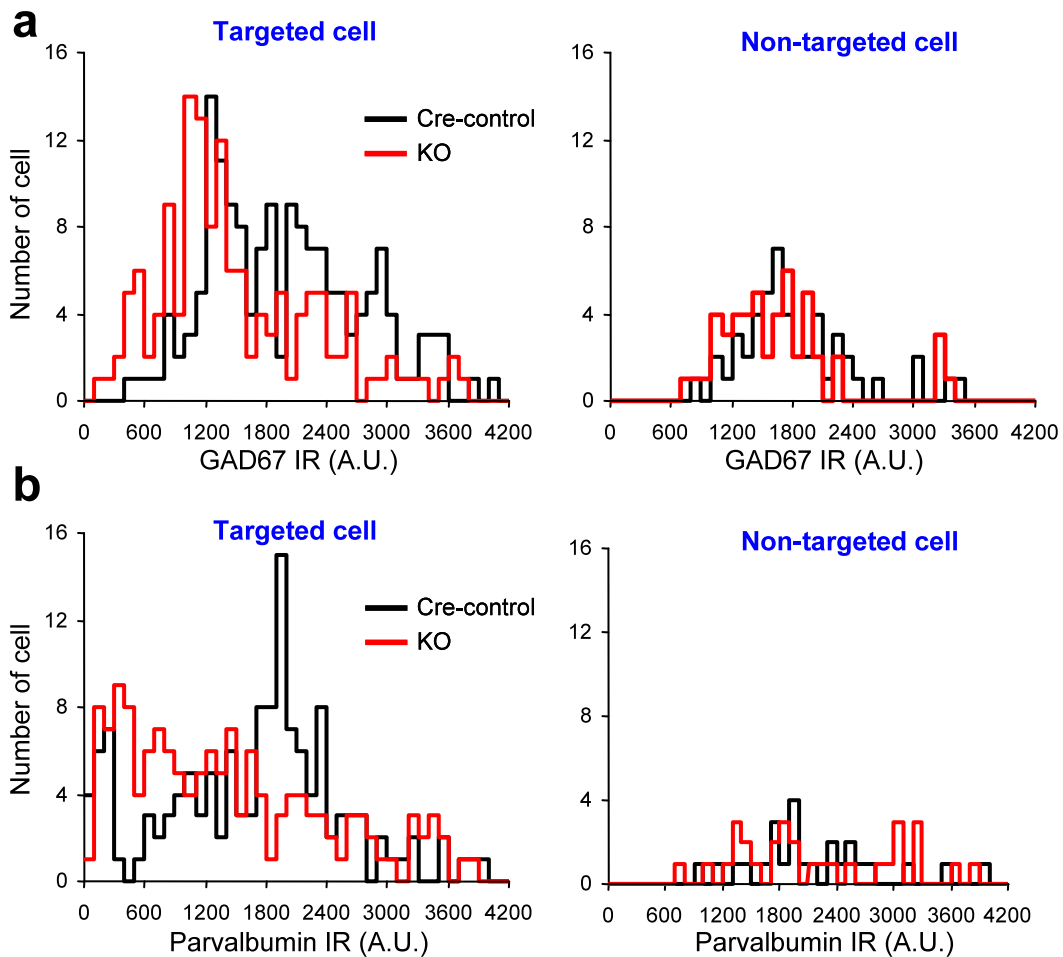 a
Targeted cell
Non-targeted cell
16
12
8
4
0
Number of cell
Cre-control
KO
0 600 1200 1800 2400 3000 3600 4200
GAD67 IR (A.U.)
16
12
8
4
0
0 600 1200 1800 2400 3000 3600 4200
GAD67 IR (A.U.)
b
Targeted cell
Non-targeted cell
16
12
8
4
0
Number of cell
Cre-control
KO
0 600 1200 1800 2400 3000 3600 4200
Parvalbumin IR (A.U.)
16
12
8
4
0
0 600 1200 1800 2400 3000 3600 4200
Parvalbumin IR (A.U.)